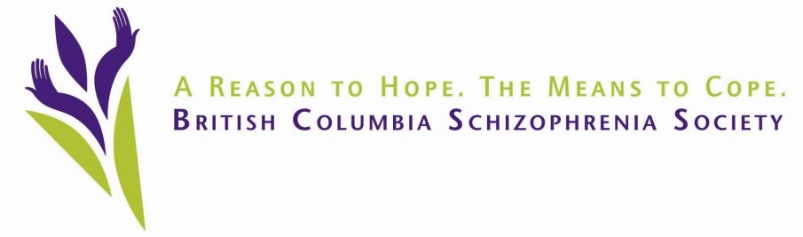 A Reason to Hope. The Means to Cope.
British Columbia Schizophrenia Society